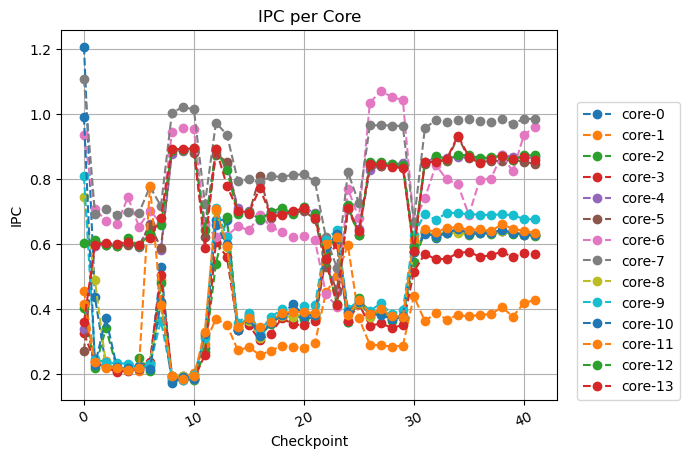 IPC per Core
IPC
1.2
1.0
0.8
0.6
0.4
0.2
0
10
20
30
40
Checkpoint
core-0
core-1
core-2
core-3
core-4
core-5
core-6
core-7
core-8
core-9
core-10
core-11
core-12
core-13